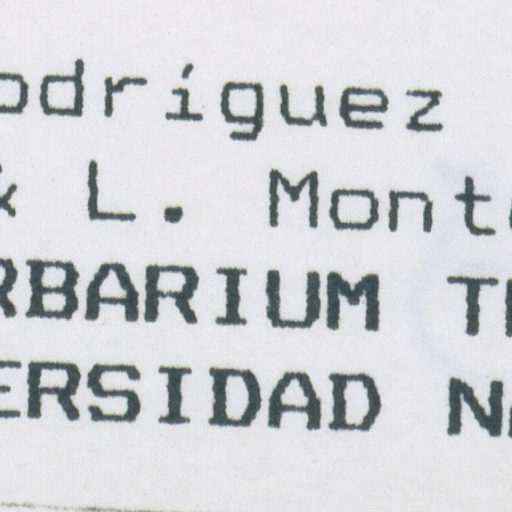 odríguez
& L. Mont
RBARIUM T
ERSIDAD N